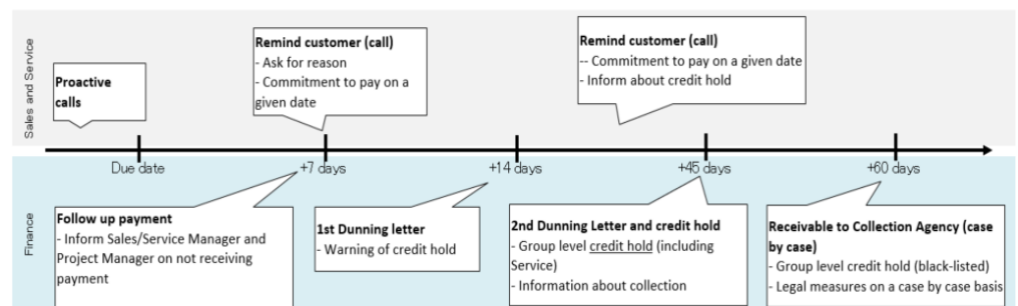 Sales and Service
Proactive
calls
Remind customer (call)
- Ask for reason
- Commitment to pay on a
given date
Remind customer (call)
-- Commitment to pay on a given date
- Inform about credit hold
Due date
+7 days
+14 days
+45 days
+60 days
Finance
Follow up payment
- Inform Sales/Service Manager and
Project Manager on not receiving
payment
1st Dunning letter
- Warning of credit hold
2nd Dunning Letter and credit hold
- Group level credit hold (including
Service)
- Information about collection
Receivable to Collection Agency (case
by case)
- Group level credit hold (black-listed)
- Legal measures on a case by case basis